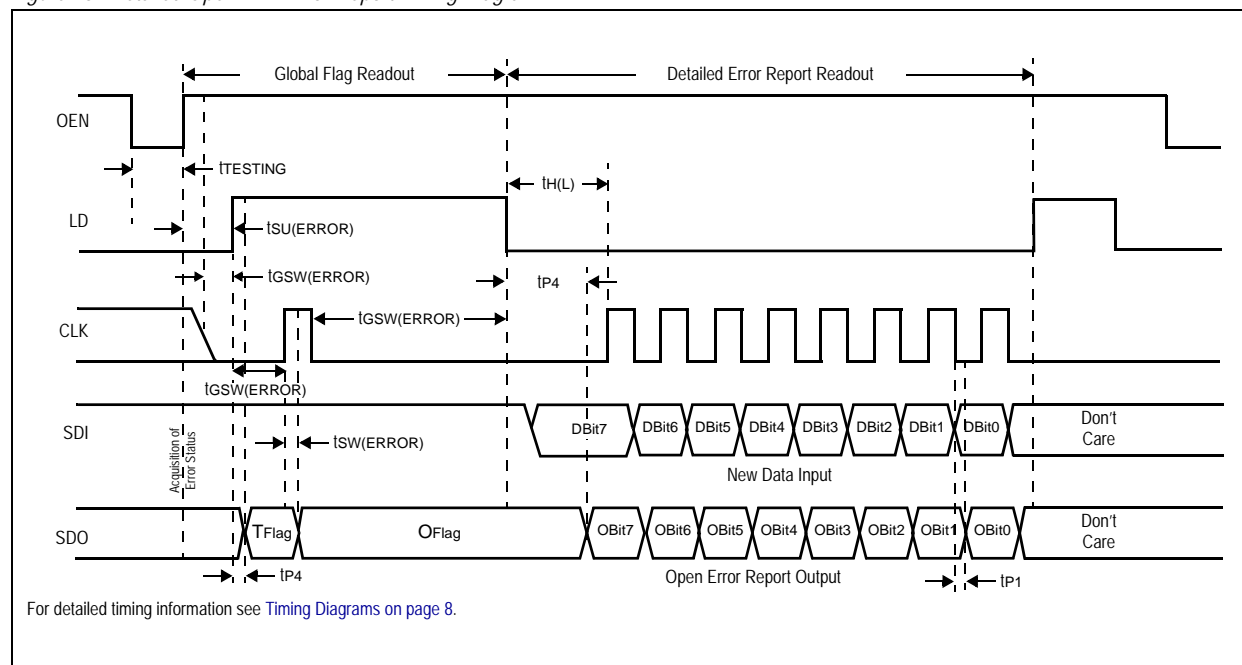 Global Flag Readout
Detailed Error Report Readout
OEN
tTESTING
tH(L)
LD
tSU(ERROR)
tGSW(ERROR)
tP4
CLK
tGSW(ERROR)
tGSW(ERROR)
SDI
DBit7 DBit6 DBit5 DBit4 DBit3 DBit2 DBit1 DBit0
Don't
Care
tSW(ERROR)
New Data Input
Acquisition of
Error Status
SDO
TFlag
OFlag
OBit7 OBit6 OBit5 OBit4 OBit3 OBit2 OBit1 OBit0
Don't
Care
tP4
Open Error Report Output
tP1
For detailed timing information see Timing Diagrams on page 8.